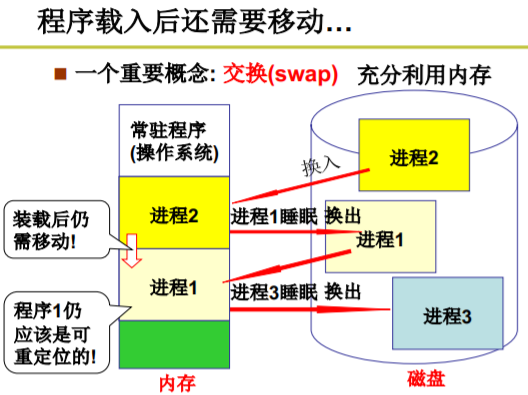 程序载入后还需要移动...
一个重要概念: 交换(swap) 充分利用内存
常驻程序
(操作系统)
进程2
换入
进程2
装载后仍
需移动!
进程1睡眠 换出
进程1
进程1
进程3睡眠 换出
程序1仍
应该是可
重定位的!
进程3
内存
磁盘